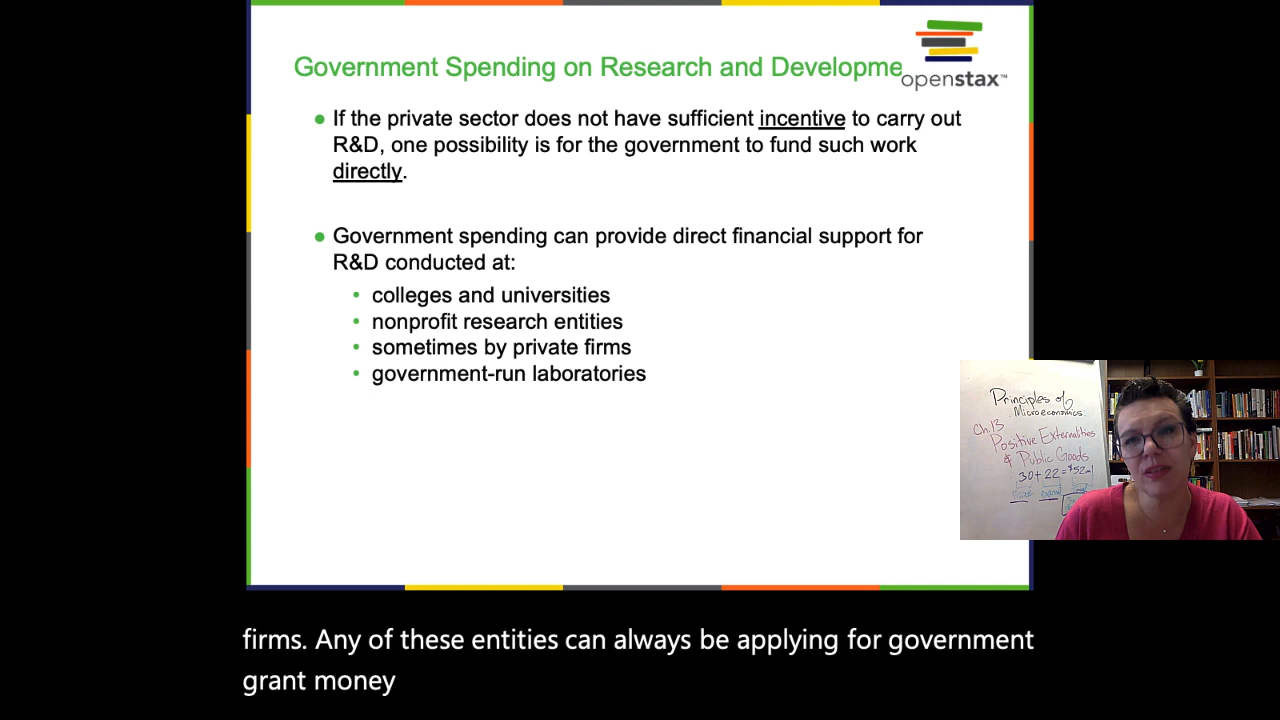 Government Spending on Research and Developme
openstax™
● If the private sector does not have sufficient incentive to carry out
R&D, one possibility is for the government to fund such work
directly.
● Government spending can provide direct financial support for
R&D conducted at:
• colleges and universities
• nonprofit research entities
• sometimes by private firms
• government-run laboratories
Principles of
Microeconomics:
Ch.13
Positive Externalities
& Public Goods
30+22=$52
firms. Any of these entities can always be applying for government
grant money